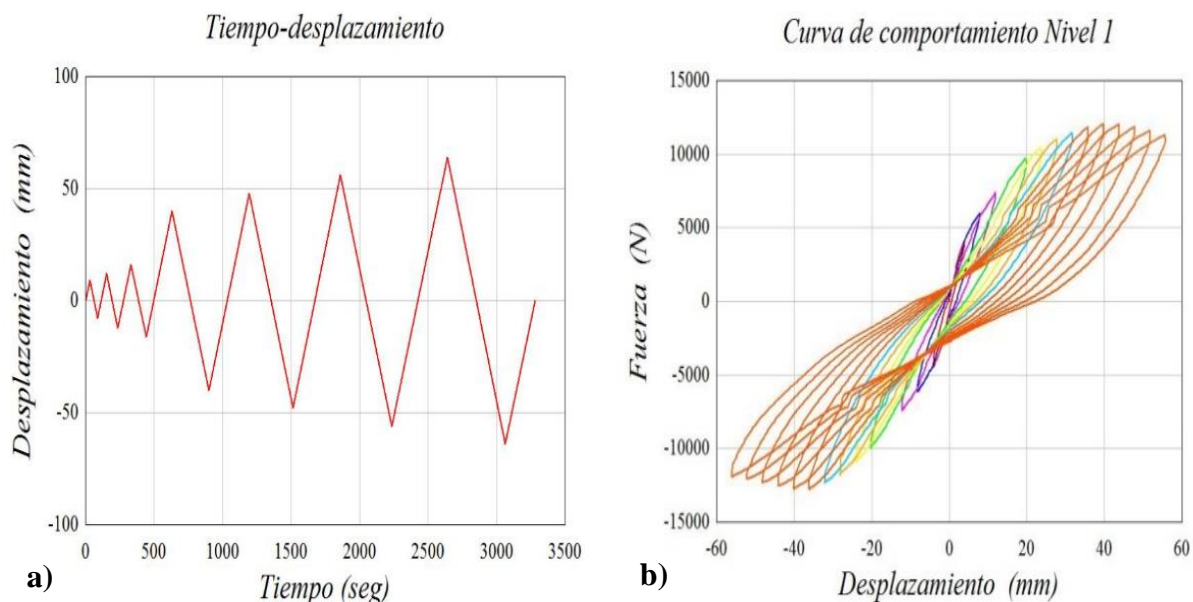 Tiempo-desplazamiento
Desplazamiento (mm)
100
50
0
-50
-100
0 500 1000 1500 2000 2500 3000 3500
Tiempo (seg)
a)
Curva de comportamiento Nivel 1
Fuerza (N)
15000
10000
5000
0
-5000
-10000
-15000
-60 -40 -20 0 20 40 60
Desplazamiento (mm)
b)